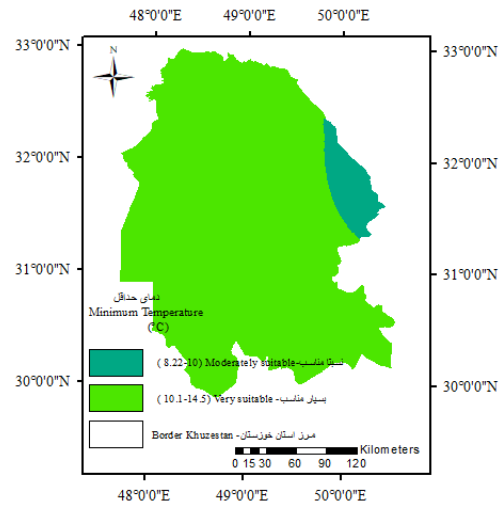 48°0'0"E 49°0'0"E 50°0'0"E
33°0'0"N 33°0'0"N
N
32°0'0"N 32°0'0"N
31°0'0"N 31°0'0"N
دمای حداقل
Minimum Temperature
(°C)
( 8.22-10) Moderately suitable-نسبتا مناسب
30°0'0"N 30°0'0"N
( 10.1-14.5) Very suitable-بسیار مناسب
Border Khuzestan-مرز استان خوزستان
Kilometers
0 15 30 60 90 120
48°0'0"E 49°0'0"E 50°0'0"E